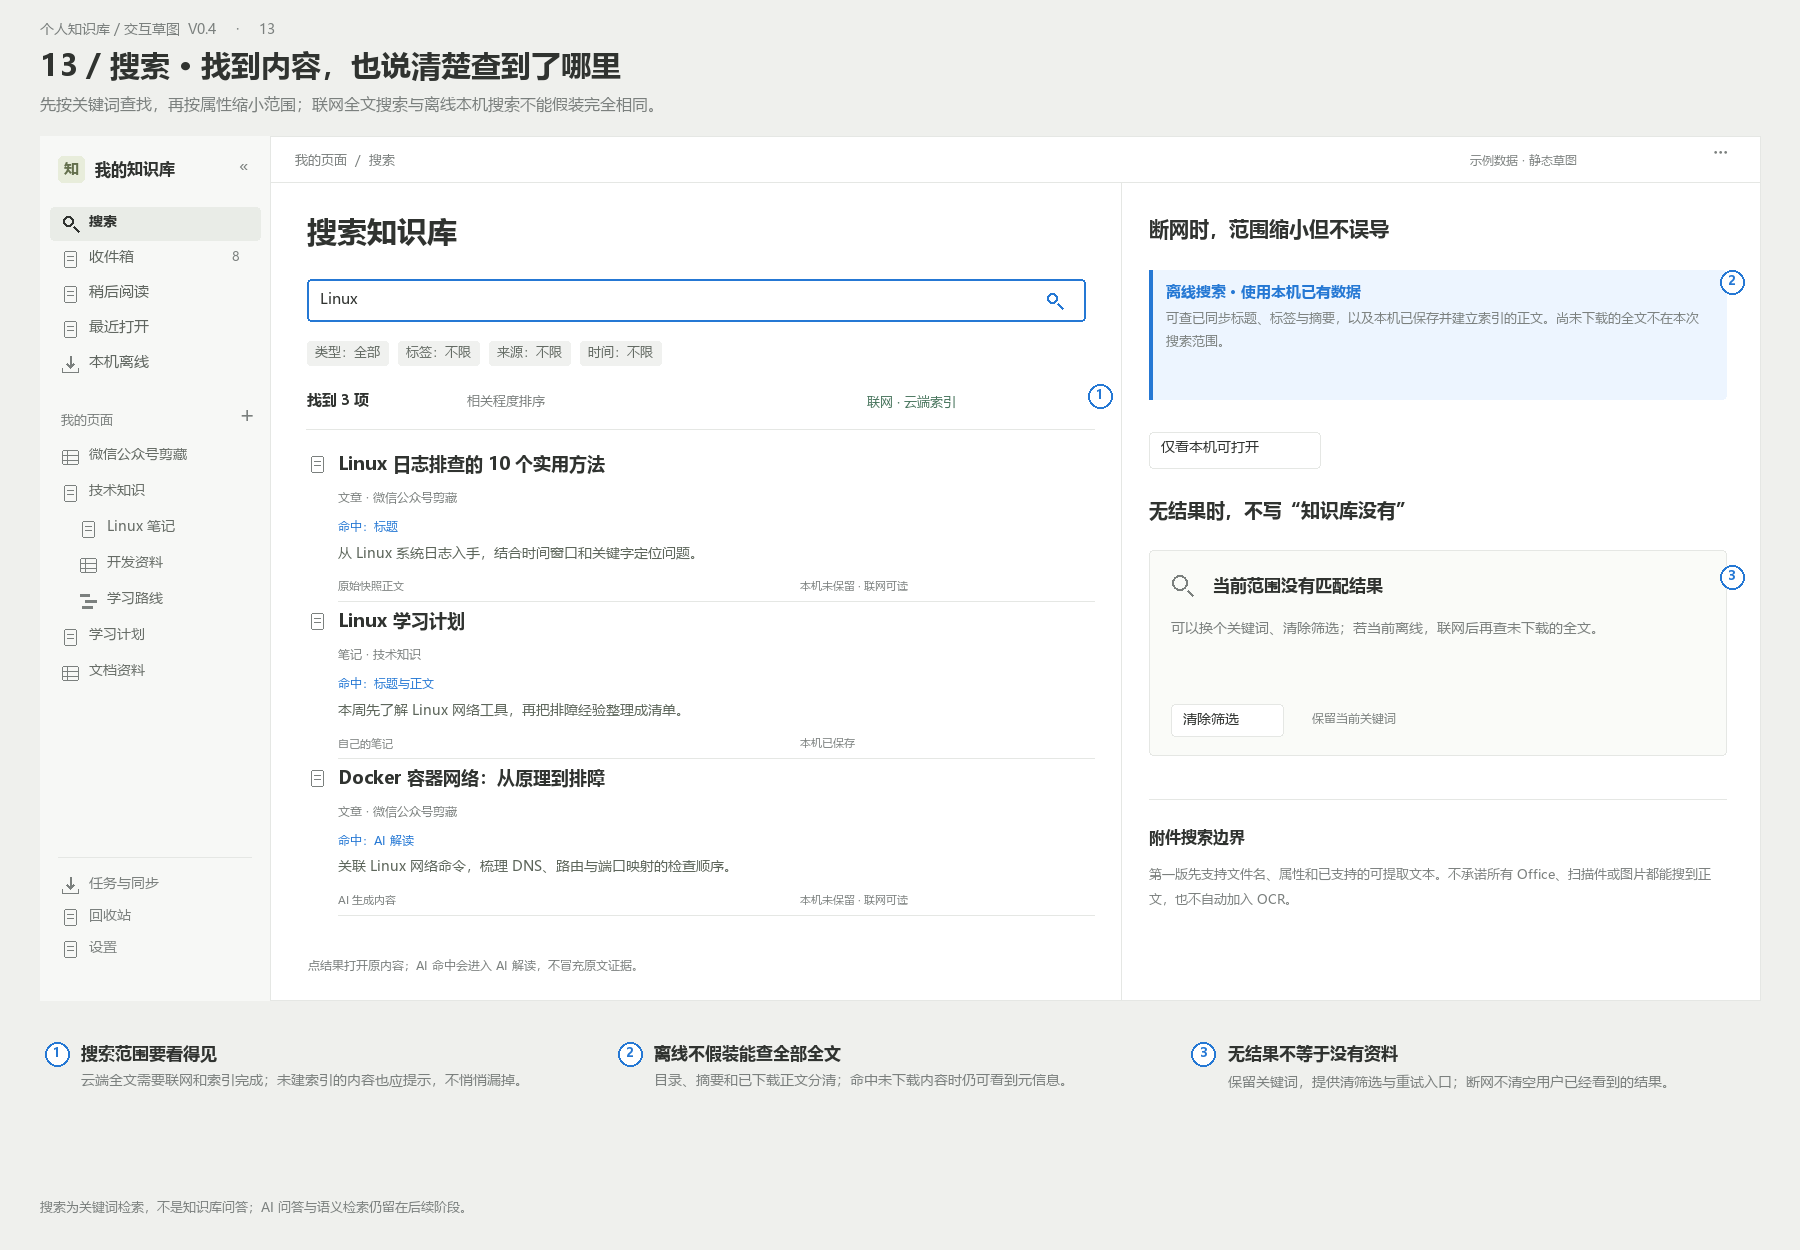 个人知识库 / 交互草图 V0.4 · 13
13 / 搜索 • 找到内容，也说清楚查到了哪里
先按关键词查找，再按属性缩小范围；联网全文搜索与离线本机搜索不能假装完全相同。
知 我的知识库 «
搜索
收件箱 8
稍后阅读
最近打开
本机离线
我的页面 +
微信公众号剪藏
技术知识
Linux 笔记
开发资料
学习路线
学习计划
文档资料
任务与同步
回收站
设置
我的页面 / 搜索
示例数据 · 静态草图
···
搜索知识库
Linux
类型：全部 标签：不限 来源：不限 时间：不限
找到 3 项 相关程度排序 联网 · 云端索引 1
Linux 日志排查的 10 个实用方法
文章 · 微信公众号剪藏
命中：标题
从 Linux 系统日志入手，结合时间窗口和关键字定位问题。
原始快照正文 本机未保留 · 联网可读
Linux 学习计划
笔记 · 技术知识
命中：标题与正文
本周先了解 Linux 网络工具，再把排障经验整理成清单。
自己的笔记 本机已保存
Docker 容器网络：从原理到排障
文章 · 微信公众号剪藏
命中：AI 解读
关联 Linux 网络命令，梳理 DNS、路由与端口映射的检查顺序。
AI 生成内容 本机未保留 · 联网可读
点结果打开原内容；AI 命中会进入 AI 解读，不冒充原文证据。
断网时，范围缩小但不误导
离线搜索 • 使用本机已有数据 2
可查已同步标题、标签与摘要，以及本机已保存并建立索引的正文。尚未下载的全文不在本次
搜索范围。
仅看本机可打开
无结果时，不写“知识库没有”
当前范围没有匹配结果 3
可以换个关键词、清除筛选；若当前离线，联网后再查未下载的全文。
清除筛选 保留当前关键词
附件搜索边界
第一版先支持文件名、属性和已支持的可提取文本。不承诺所有 Office、扫描件或图片都能搜到正
文，也不自动加入 OCR。
1 搜索范围要看得见
云端全文需要联网和索引完成；未建索引的内容也应提示，不悄悄漏掉。
2 离线不假装能查全部全文
目录、摘要和已下载正文分清；命中未下载内容时仍可看到元信息。
3 无结果不等于没有资料
保留关键词，提供清筛选与重试入口；断网不清空用户已经看到的结果。
搜索为关键词检索，不是知识库问答；AI 问答与语义检索仍留在后续阶段。